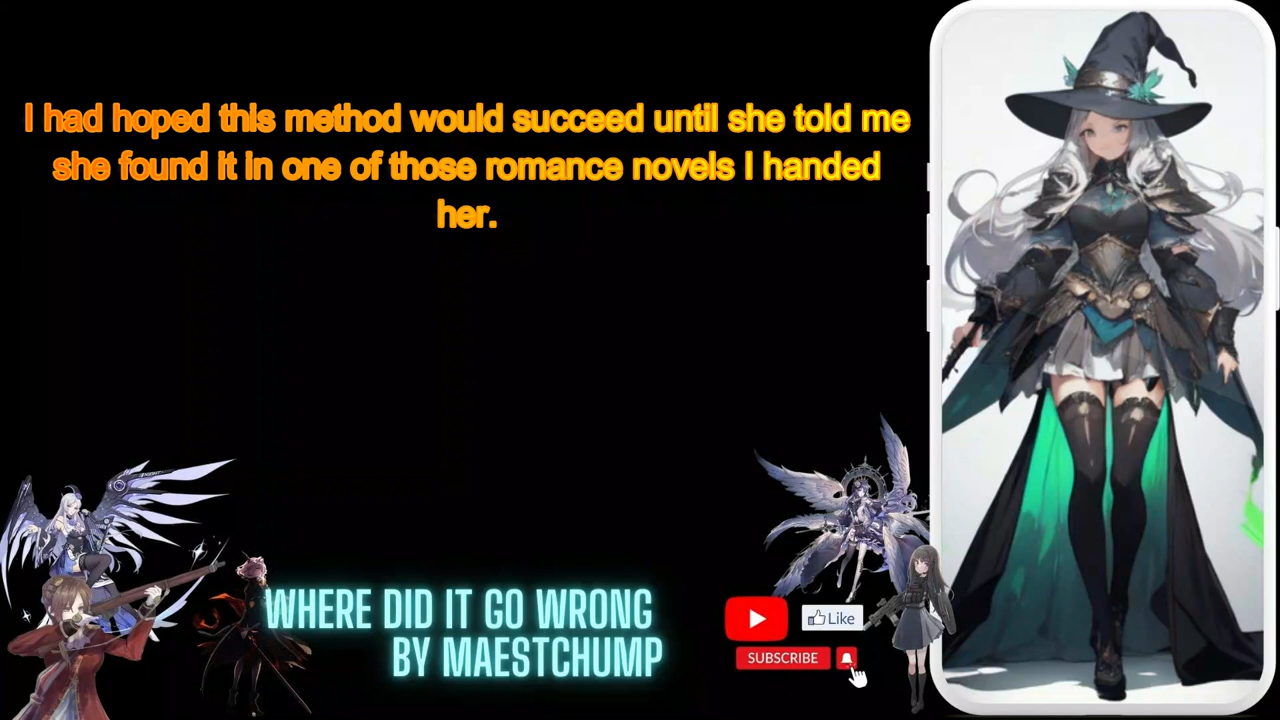 I had hoped this method would succeed until she told me
she found it in one of those romance novels I handed
her.
WHERE DID IT GO WRONG
BY MAESTCHUMP
Like
SUBSCRIBE